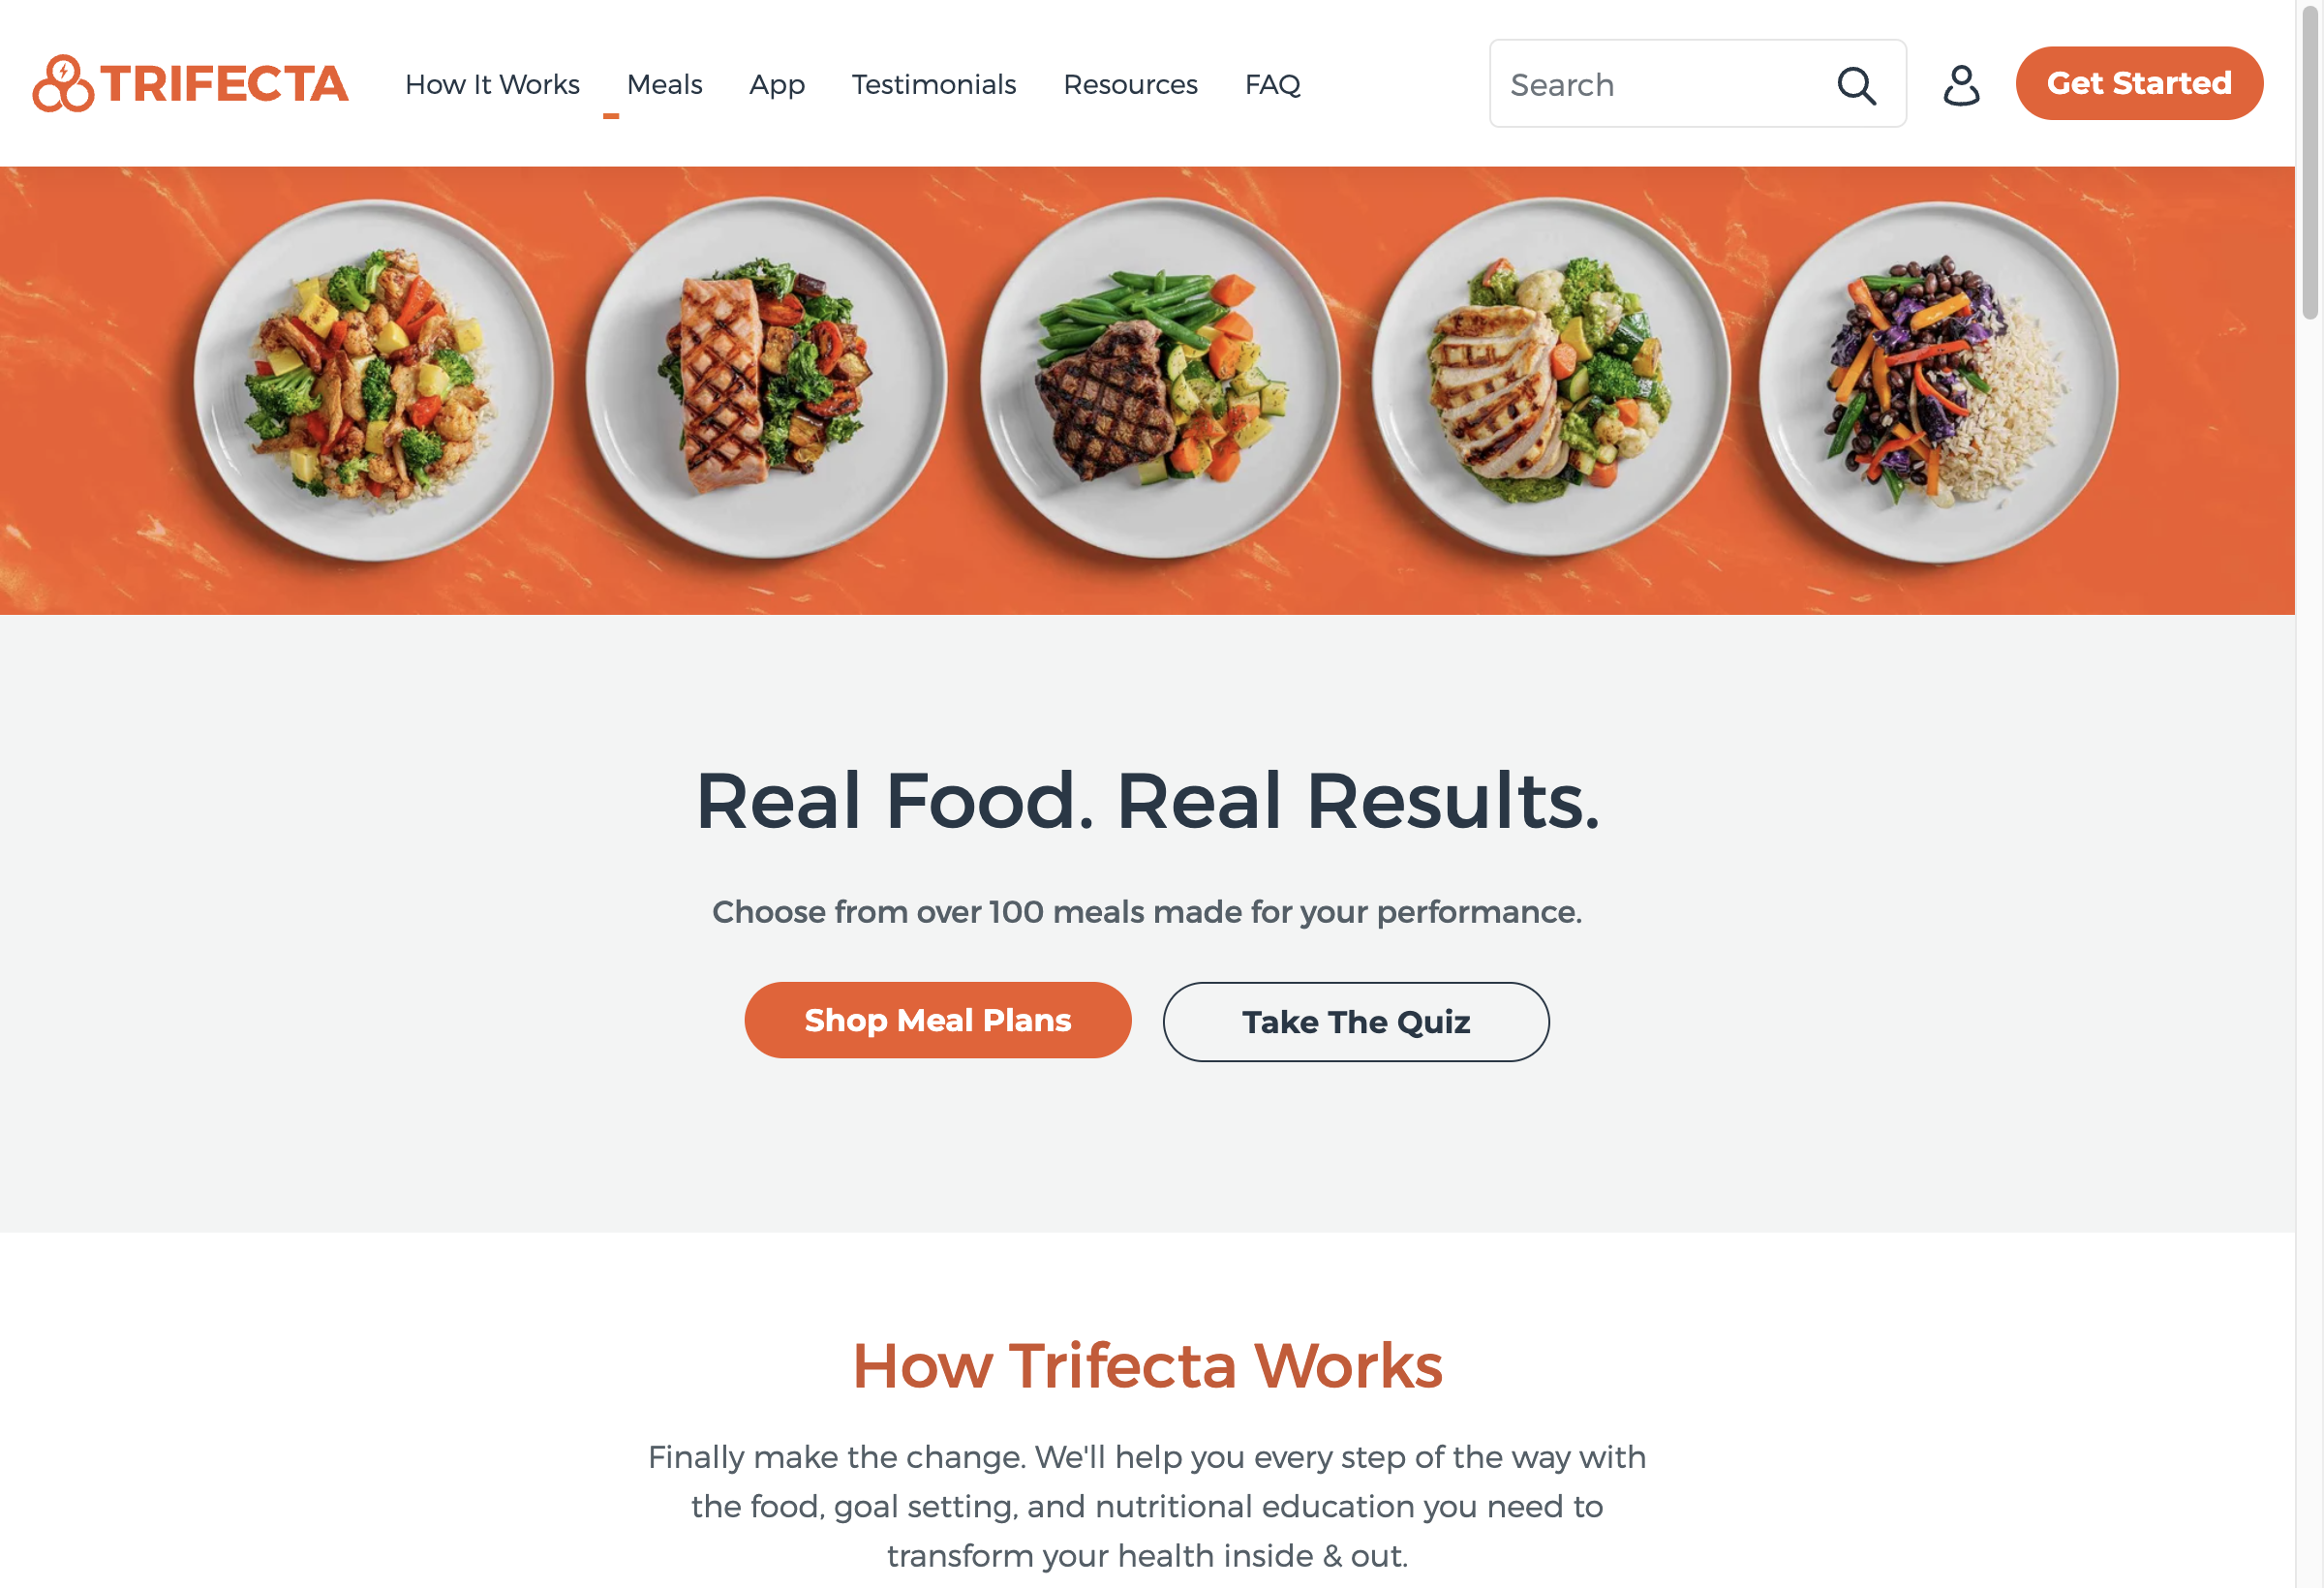 TRIFECTA How It Works Meals App Testimonials Resources FAQ Search Get Started
Real Food. Real Results.
Choose from over 100 meals made for your performance.
Shop Meal Plans Take The Quiz
How Trifecta Works
Finally make the change. We'll help you every step of the way with
the food, goal setting, and nutritional education you need to
transform your health inside & out.